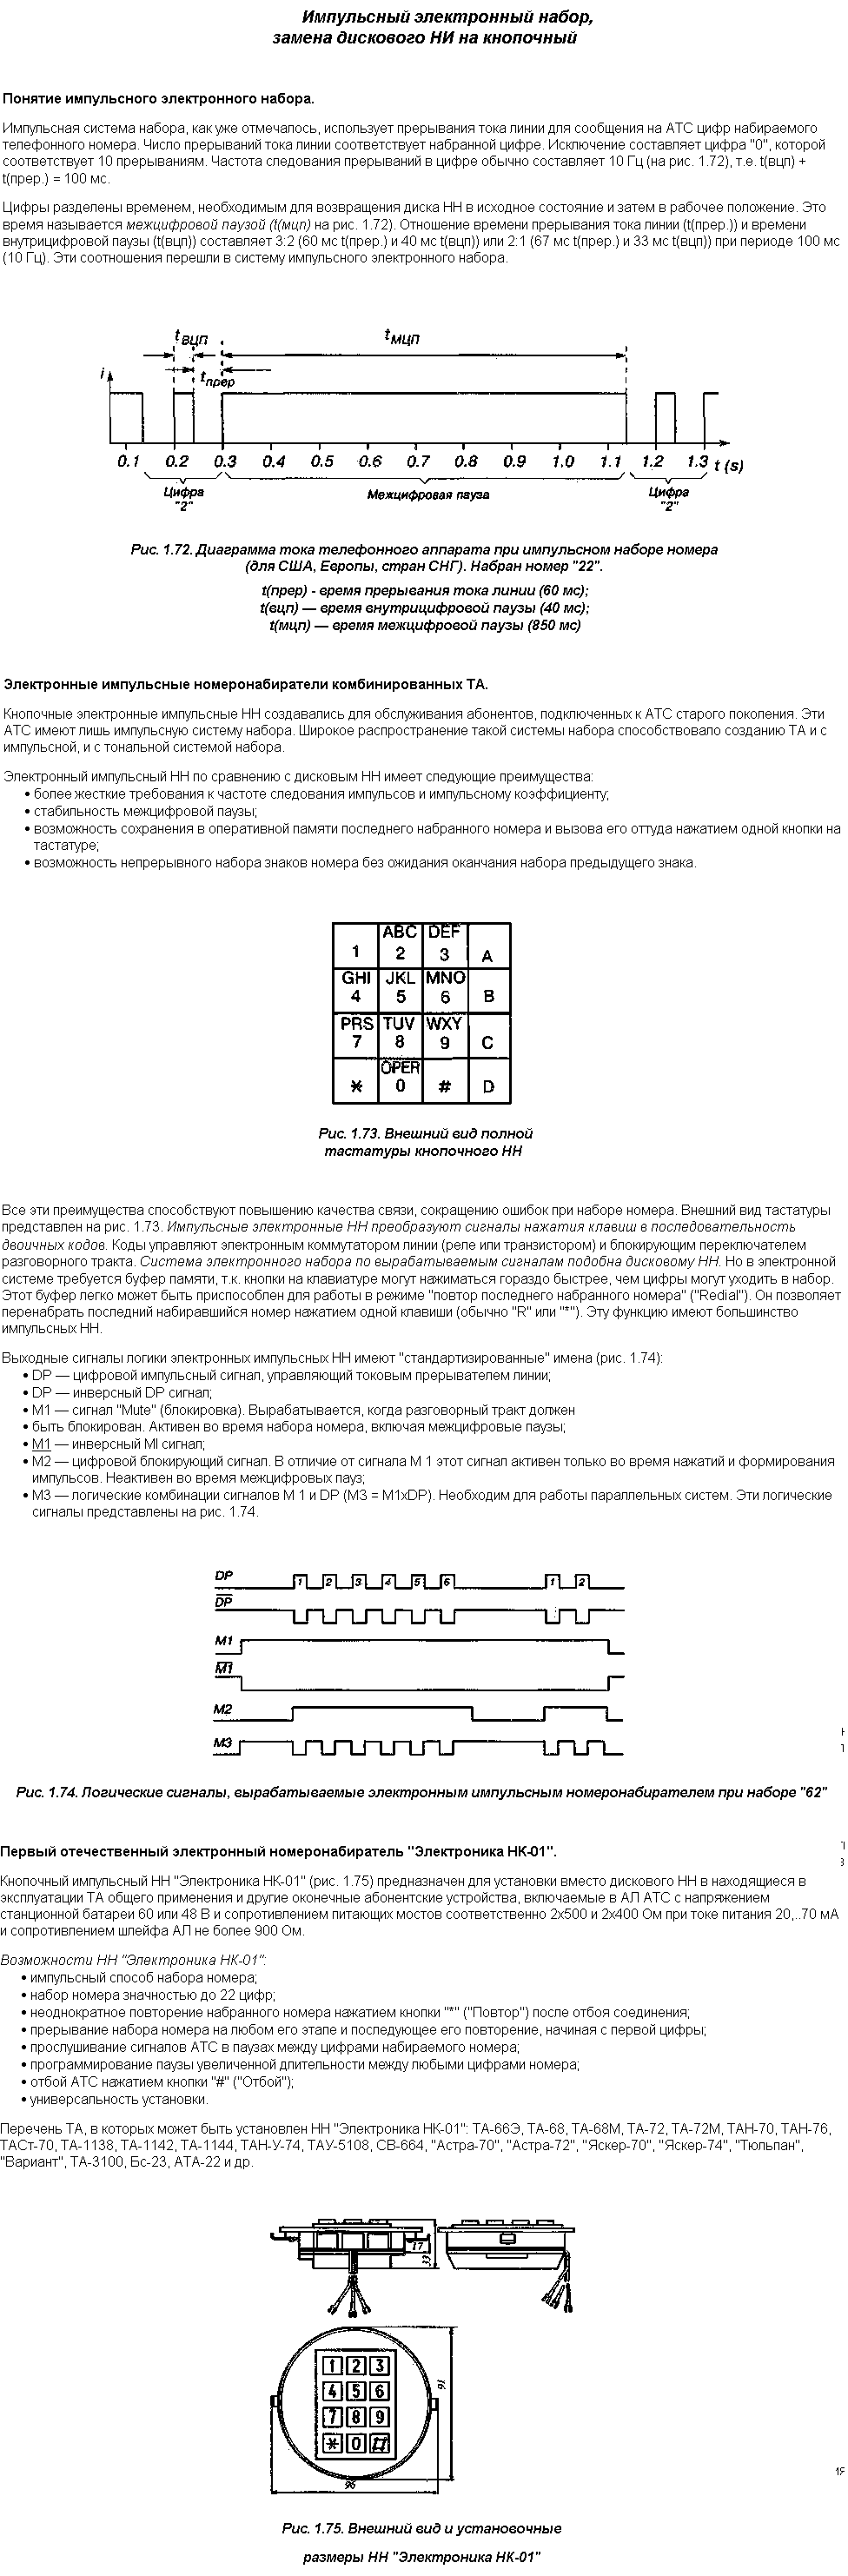 Импульсный электронный набор,
замена дискового НИ на кнопочный
Понятие импульсного электронного набора.
Импульсная система набора, как уже отмечалось, использует прерывания тока линии для сообщения на АТС цифр набираемого
телефонного номера. Число прерываний тока линии соответствует набранной цифре. Исключение составляет цифра "0", которой
соответствует 10 прерываниям. Частота следования прерываний в цифре обычно составляет 10 Гц (на рис. 1.72), т.е. t(вцп) +
t(прер.) = 100 мс.
Цифры разделены временем, необходимым для возвращения диска НН в исходное состояние и затем в рабочее положение. Это
время называется межцифровой паузой (t(мцп) на рис. 1.72). Отношение времени прерывания тока линии (t(прер.)) и времени
внутрицифровой паузы (t(вцп)) составляет 3:2 (60 мс t(прер.) и 40 мс t(вцп)) или 2:1 (67 мс t(прер.) и 33 мс t(вцп)) при периоде 100 мс
(10 Гц). Эти соотношения перешли в систему импульсного электронного набора.
tВЦП tМЦП
tпрер
i
0.1 0.2 0.3 0.4 0.5 0.6 0.7 0.8 0.9 1.0 1.1 1.2 1.3 t (s)
Цифра "2" Межцифровая пауза Цифра "2"
Рис. 1.72. Диаграмма тока телефонного аппарата при импульсном наборе номера
(для США, Европы, стран СНГ). Набран номер "22".
t(прер) - время прерывания тока линии (60 мс);
t(вцп) — время внутрицифровой паузы (40 мс);
t(мцп) — время межцифровой паузы (850 мс)
Электронные импульсные номеронабиратели комбинированных ТА.
Кнопочные электронные импульсные НН создавались для обслуживания абонентов, подключенных к АТС старого поколения. Эти
АТС имеют лишь импульсную систему набора. Широкое распространение такой системы набора способствовало созданию ТА и с
импульсной, и с тональной системой набора.
Электронный импульсный НН по сравнению с дисковым НН имеет следующие преимущества:
• более жесткие требования к частоте следования импульсов и импульсному коэффициенту;
• стабильность межцифровой паузы;
• возможность сохранения в оперативной памяти последнего набранного номера и вызова его оттуда нажатием одной кнопки на
тастатуре;
• возможность непрерывного набора знаков номера без ожидания оканчания набора предыдущего знака.
ABC DEF
1 2 3 A
GHI JKL MNO
4 5 6 B
PRS TUV WXY
7 8 9 C
OPER
* 0 # D
Рис. 1.73. Внешний вид полной
тастатуры кнопочного НН
Все эти преимущества способствуют повышению качества связи, сокращению ошибок при наборе номера. Внешний вид тастатуры
представлен на рис. 1.73. Импульсные электронные НН преобразуют сигналы нажатия клавиш в последовательность
двоичных кодов. Коды управляют электронным коммутатором линии (реле или транзистором) и блокирующим переключателем
разговорного тракта. Система электронного набора по вырабатываемым сигналам подобна дисковому НН. Но в электронной
системе требуется буфер памяти, т.к. кнопки на клавиатуре могут нажиматься гораздо быстрее, чем цифры могут уходить в набор.
Этот буфер легко может быть приспособлен для работы в режиме "повтор последнего набранного номера" ("Redial"). Он позволяет
перенабрать последний набиравшийся номер нажатием одной клавиши (обычно "R" или "*"). Эту функцию имеют большинство
импульсных НН.
Выходные сигналы логики электронных импульсных НН имеют "стандартизированные" имена (рис. 1.74):
• DP — цифровой импульсный сигнал, управляющий токовым прерывателем линии;
• DP — инверсный DP сигнал;
• M1 — сигнал "Mute" (блокировка). Вырабатывается, когда разговорный тракт должен
• быть блокирован. Активен во время набора номера, включая межцифровые паузы;
• M1 — инверсный MI сигнал;
• M2 — цифровой блокирующий сигнал. В отличие от сигнала M 1 этот сигнал активен только во время нажатий и формирования
импульсов. Неактивен во время межцифровых пауз;
• M3 — логические комбинации сигналов M 1 и DP (M3 = M1xDP). Необходим для работы параллельных систем. Эти логические
сигналы представлены на рис. 1.74.
DP 1 2 3 4 5 6 1 2
DP
M1
M1
M2
M3
Рис. 1.74. Логические сигналы, вырабатываемые электронным импульсным номеронабирателем при наборе "62"
Первый отечественный электронный номеронабиратель "Электроника НК-01".
Кнопочный импульсный НН "Электроника НК-01" (рис. 1.75) предназначен для установки вместо дискового НН в находящиеся в
эксплуатации ТА общего применения и другие оконечные абонентские устройства, включаемые в АЛ АТС с напряжением
станционной батареи 60 или 48 В и сопротивлением питающих мостов соответственно 2х500 и 2х400 Ом при токе питания 20,..70 мА
и сопротивлением шлейфа АЛ не более 900 Ом.
Возможности НН "Электроника НК-01":
• импульсный способ набора номера;
• набор номера значностью до 22 цифр;
• неоднократное повторение набранного номера нажатием кнопки "*" ("Повтор") после отбоя соединения;
• прерывание набора номера на любом его этапе и последующее его повторение, начиная с первой цифры;
• прослушивание сигналов АТС в паузах между цифрами набираемого номера;
• программирование паузы увеличенной длительности между любыми цифрами номера;
• отбой АТС нажатием кнопки "#" ("Отбой");
• универсальность установки.
Перечень ТА, в которых может быть установлен НН "Электроника НК-01": ТА-66Э, ТА-68, ТА-68М, ТА-72, ТА-72М, ТАН-70, ТАН-76,
ТАСт-70, ТА-1138, ТА-1142, ТА-1144, ТАН-У-74, ТАУ-5108, СВ-664, "Астра-70", "Астра-72", "Яскер-70", "Яскер-74", "Тюльпан",
"Вариант", ТА-3100, Бс-23, АТА-22 и др.
17
33
1 2 3
4 5 6
7 8 9
* 0 #
91
96
Рис. 1.75. Внешний вид и установочные
размеры НН "Электроника НК-01"